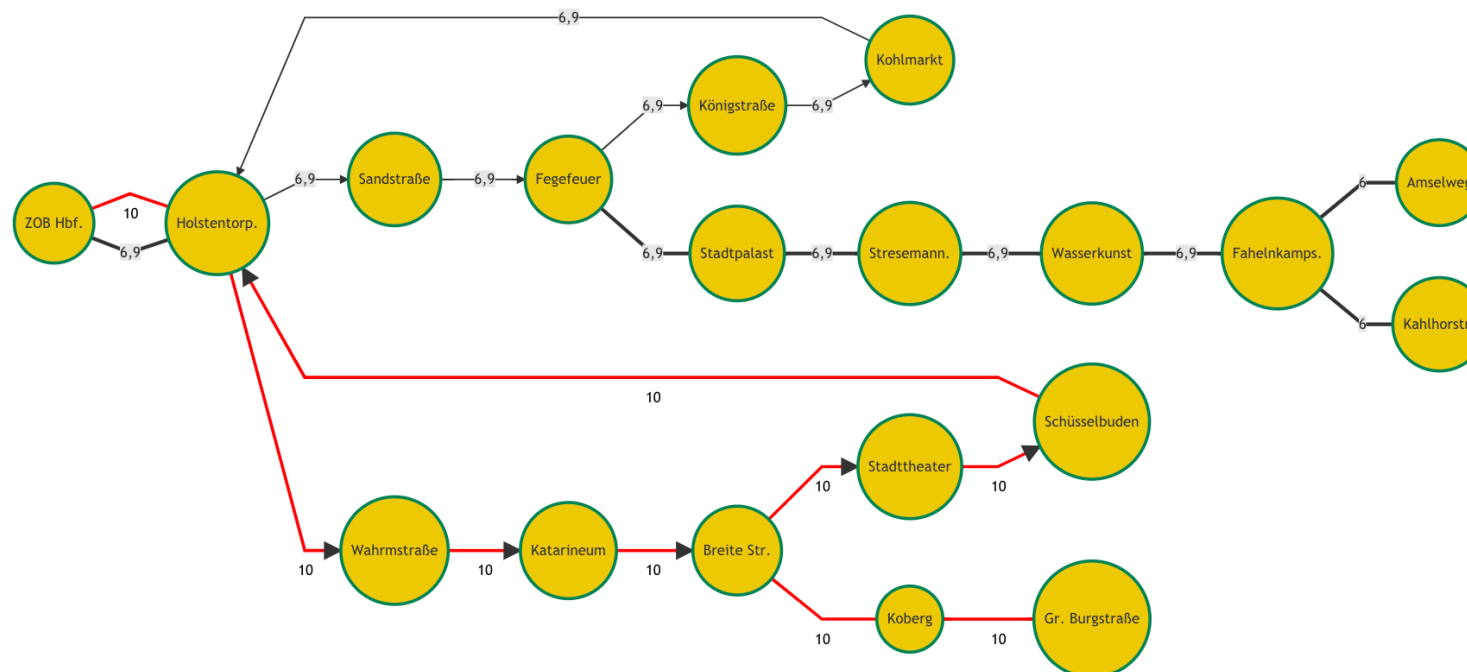 6,9
Kohlmarkt
6,9
Königstraße
6,9
6,9
Sandstraße
6,9
Fegefeuer
6
Amselweg
ZOB Hbf.
10
Holstentorp.
6,9
6,9
Stadtpalast
6,9
Stresemann.
6,9
Wasserkunst
6,9
Fahelnkamps.
6
Kahlhorstr
10
Schüsselbuden
10
Stadttheater
10
10
Wahrmstraße
10
Katarineum
10
Breite Str.
10
Koberg
10
Gr. Burgstraße